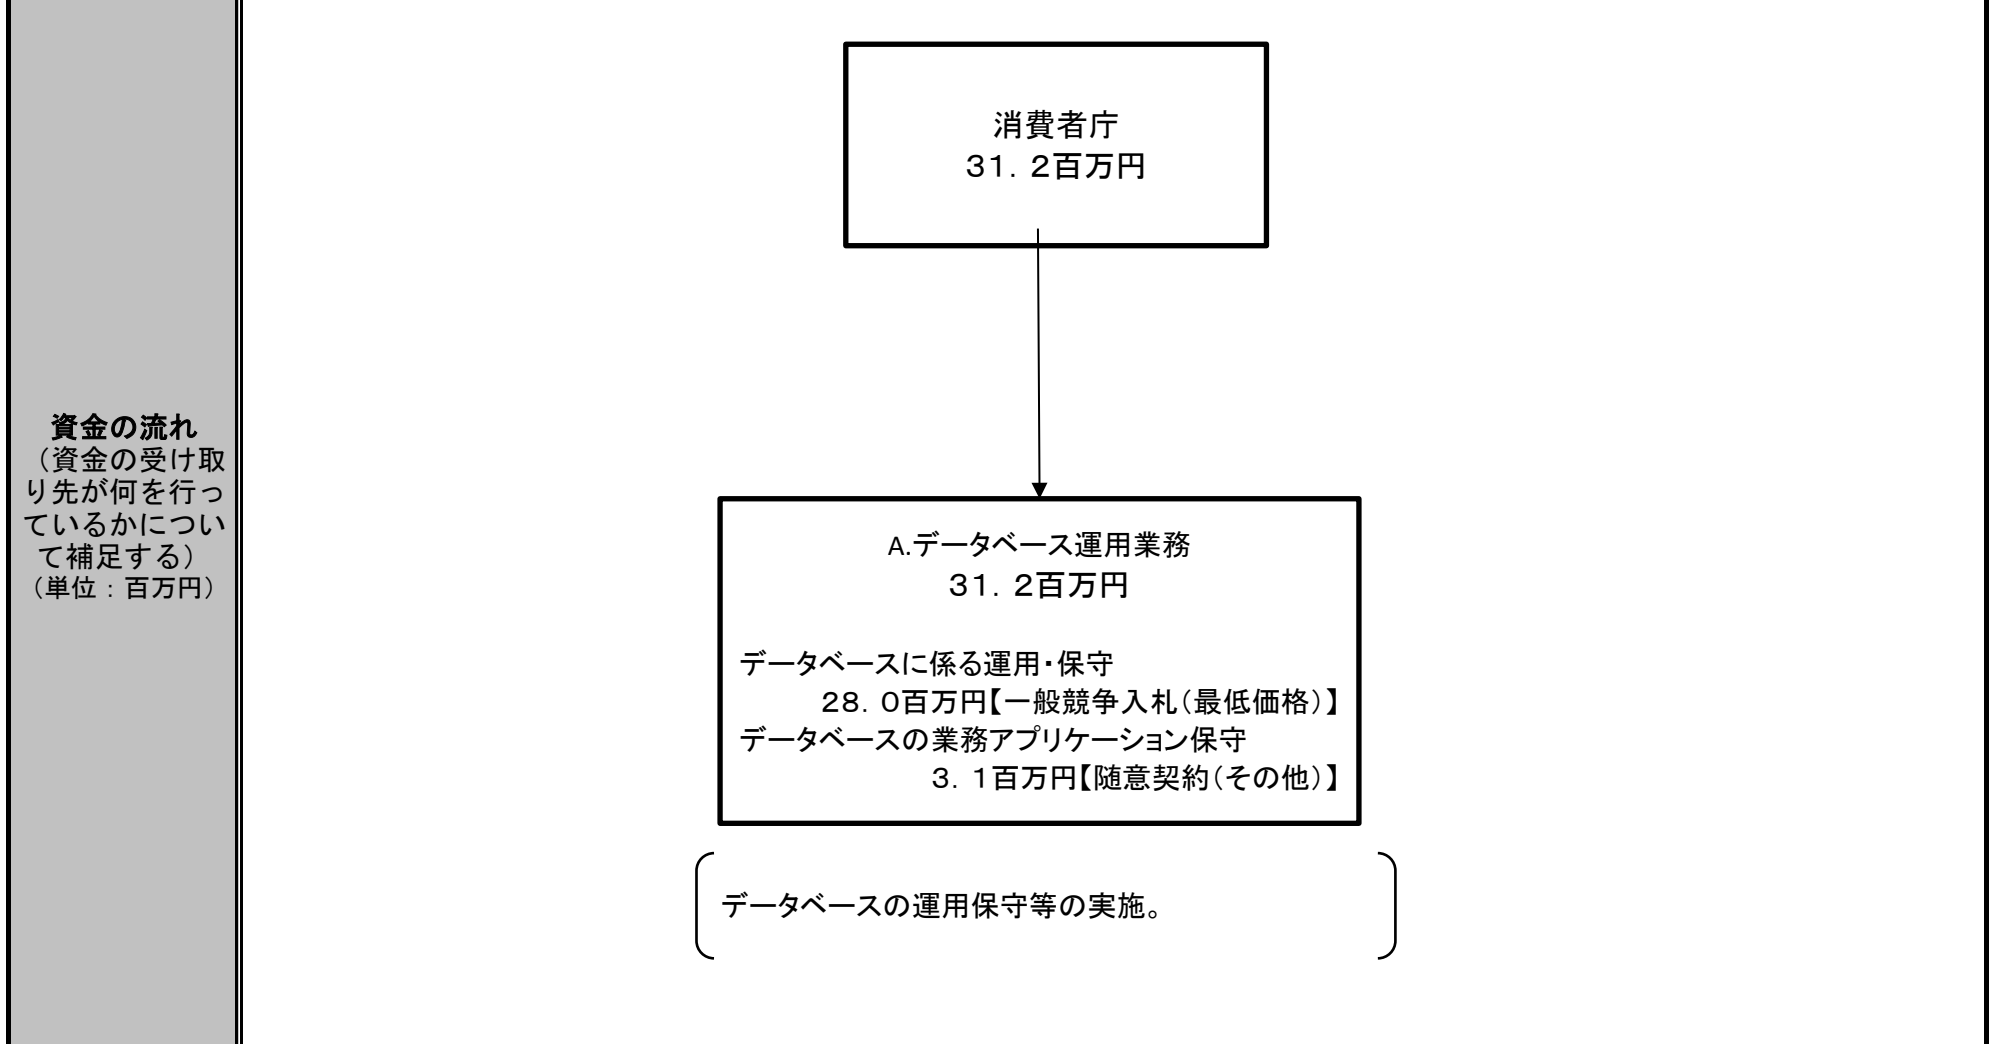 資金の流れ
（資金の受け取
り先が何を行っ
ているかについ
て補足する）
（単位：百万円）
消費者庁
３１．２百万円
A.データベース運用業務
３１．２百万円
データベースに係る運用・保守
２８．０百万円【一般競争入札（最低価格）】
データベースの業務アプリケーション保守
３．１百万円【随意契約（その他）】
データベースの運用保守等の実施。